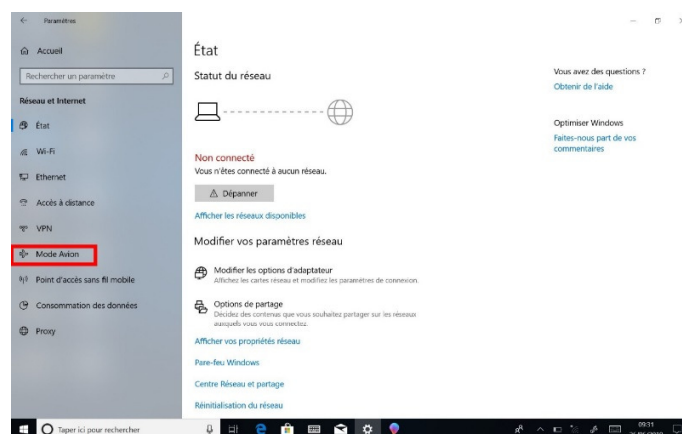 Paramètres
Accueil
Rechercher un paramètre
Réseau et Internet
État
Wi-Fi
Ethernet
Accès à distance
VPN
Mode Avion
Point d'accès sans fil mobile
Consommation des données
Proxy
État
Statut du réseau
Non connecté
Vous n'êtes connecté à aucun réseau.
Dépanner
Afficher les réseaux disponibles
Modifier vos paramètres réseau
Modifier les options d'adaptateur
Affichez les cartes réseau et modifiez les paramètres de connexion.
Options de partage
Décidez des contenus que vous souhaitez partager sur les réseaux
auxquels vous vous connectez.
Afficher vos propriétés réseau
Pare-feu Windows
Centre Réseau et partage
Réinitialisation du réseau
Vous avez des questions ?
Obtenir de l'aide
Optimiser Windows
Faites-nous part de vos
commentaires
Taper ici pour rechercher
09:31